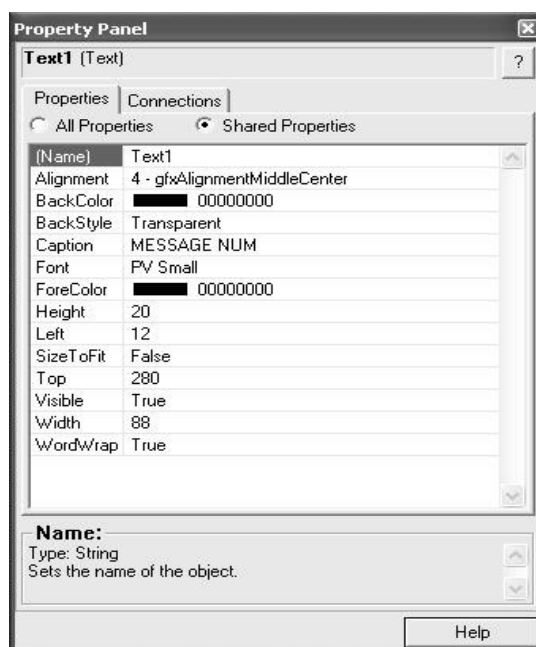 Property Panel
Text1 (Text)
?
Properties Connections
All Properties Shared Properties
(Name) Text1
Alignment 4 - gfxAlignmentMiddleCenter
BackColor 00000000
BackStyle Transparent
Caption MESSAGE NUM
Font PV Small
ForeColor 00000000
Height 20
Left 12
SizeToFit False
Top 280
Visible True
Width 88
WordWrap True
Name:
Type: String
Sets the name of the object.
Help